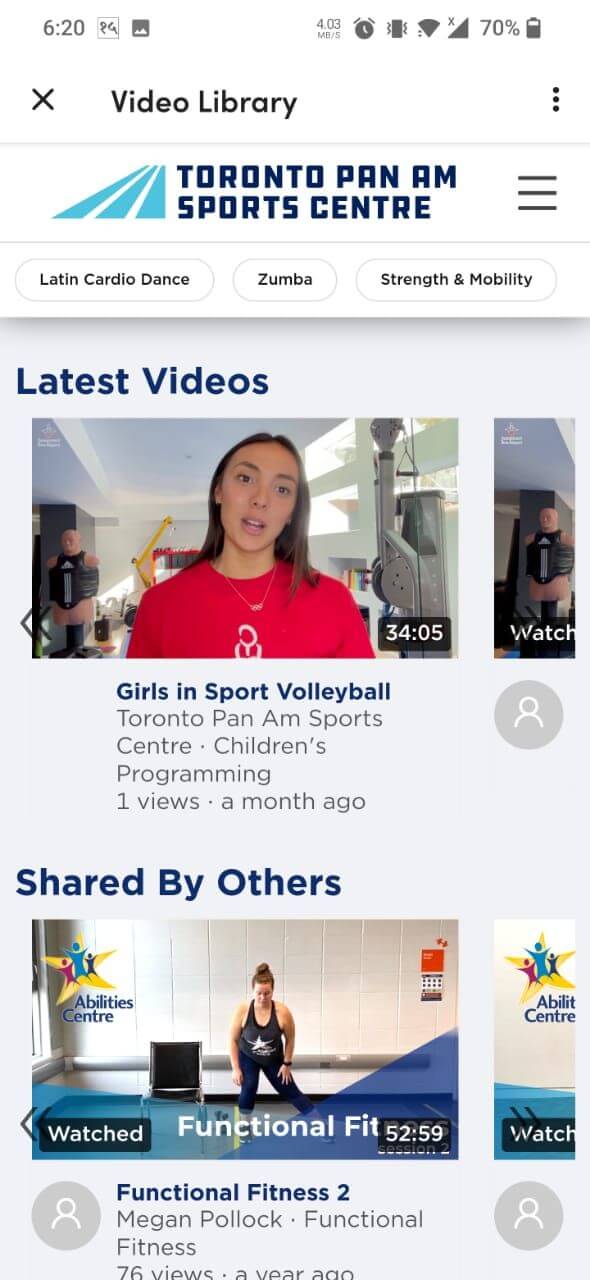 6:20
१५
4.03
MB/S
x
70%
Video Library
TORONTO PAN AM
SPORTS CENTRE
Latin Cardio Dance
Zumba
Strength & Mobility
Latest Videos
34:05
Watch
Girls in Sport Volleyball
Toronto Pan Am Sports
Centre · Children's
Programming
1 views · a month ago
Shared By Others
Abilities
Centre
Abilit
Centre
Watched
Functional Fit
52:59
session 2
Watch
Functional Fitness 2
Megan Pollock · Functional
Fitness
76 views · a year ago